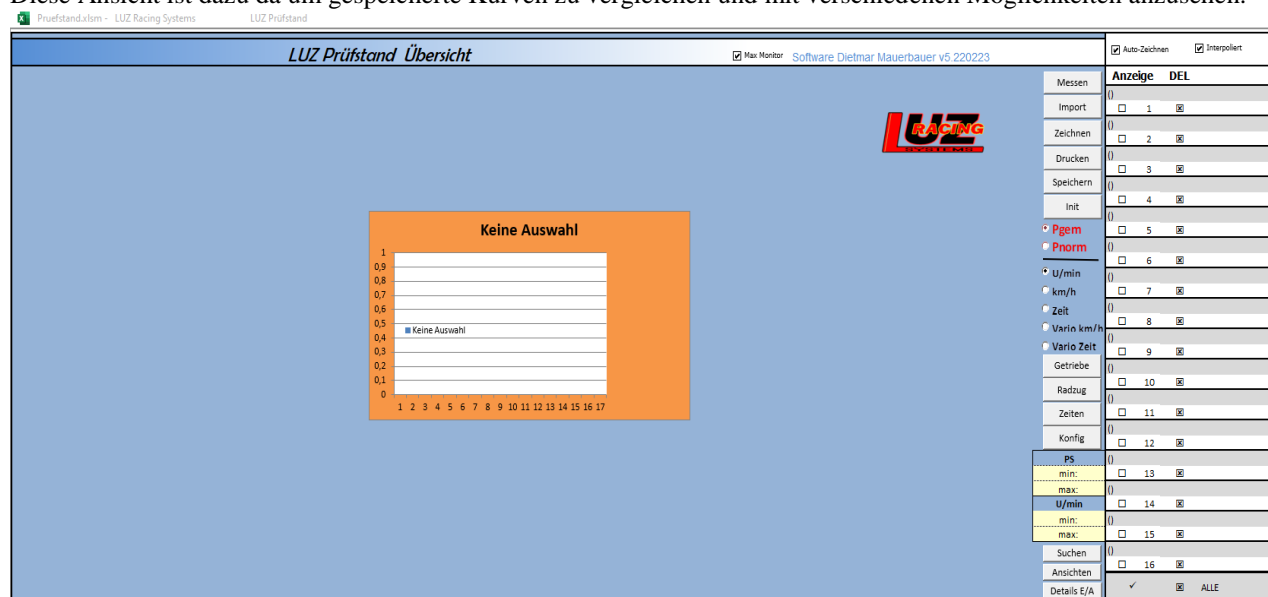 Diese Ansicht ist dazu da um gespeicherte Kurven zu vergleichen und mit verschiedenen Möglichkeiten anzusehen.
Pruefstand.xlsm - LUZ Racing Systems LUZ Prüfstand
LUZ Prüfstand Übersicht
Max Monitor
Software Dietmar Mauerbauer v5.220223
Auto-Zeichnen
Interpoliert
Messen
Import
Zeichnen
Drucken
Speichern
Init
Pgem
Pnorm
U/min
km/h
Zeit
Vario km/h
Vario Zeit
Getriebe
Radzug
Zeiten
Konfig
PS
min:
max:
U/min
min:
max:
Suchen
Ansichten
Details E/A
Anzeige DEL
()
1
()
2
()
3
()
4
()
5
()
6
()
7
()
8
()
9
()
10
()
11
()
12
()
13
()
14
()
15
()
16
ALLE
LUZ
RACING
SYSTEMS
Keine Auswahl
1
0,9
0,8
0,7
0,6
0,5
0,4
0,3
0,2
0,1
0
Keine Auswahl
1 2 3 4 5 6 7 8 9 10 11 12 13 14 15 16 17